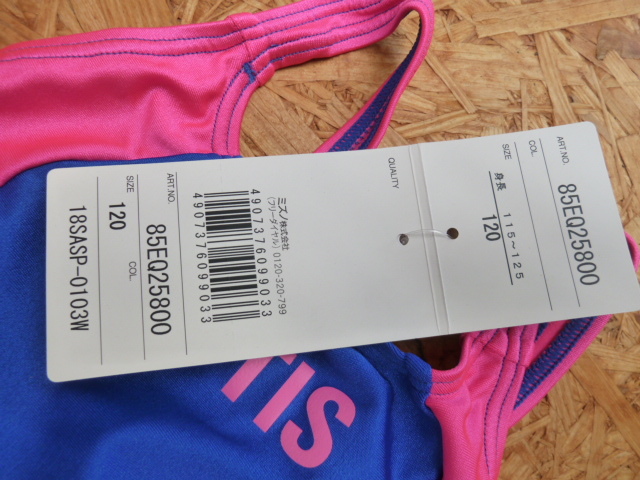 ART.NO.
85EQ25800
COL.
SIZE
身長
115～125
120
QUALITY
ミズノ株式会社
(フリーダイヤル) 0120-320-799
4907376099033
4907376099033
ART.NO.
85EQ25800
SIZE
COL.
120
18SASP-0103W
TIS